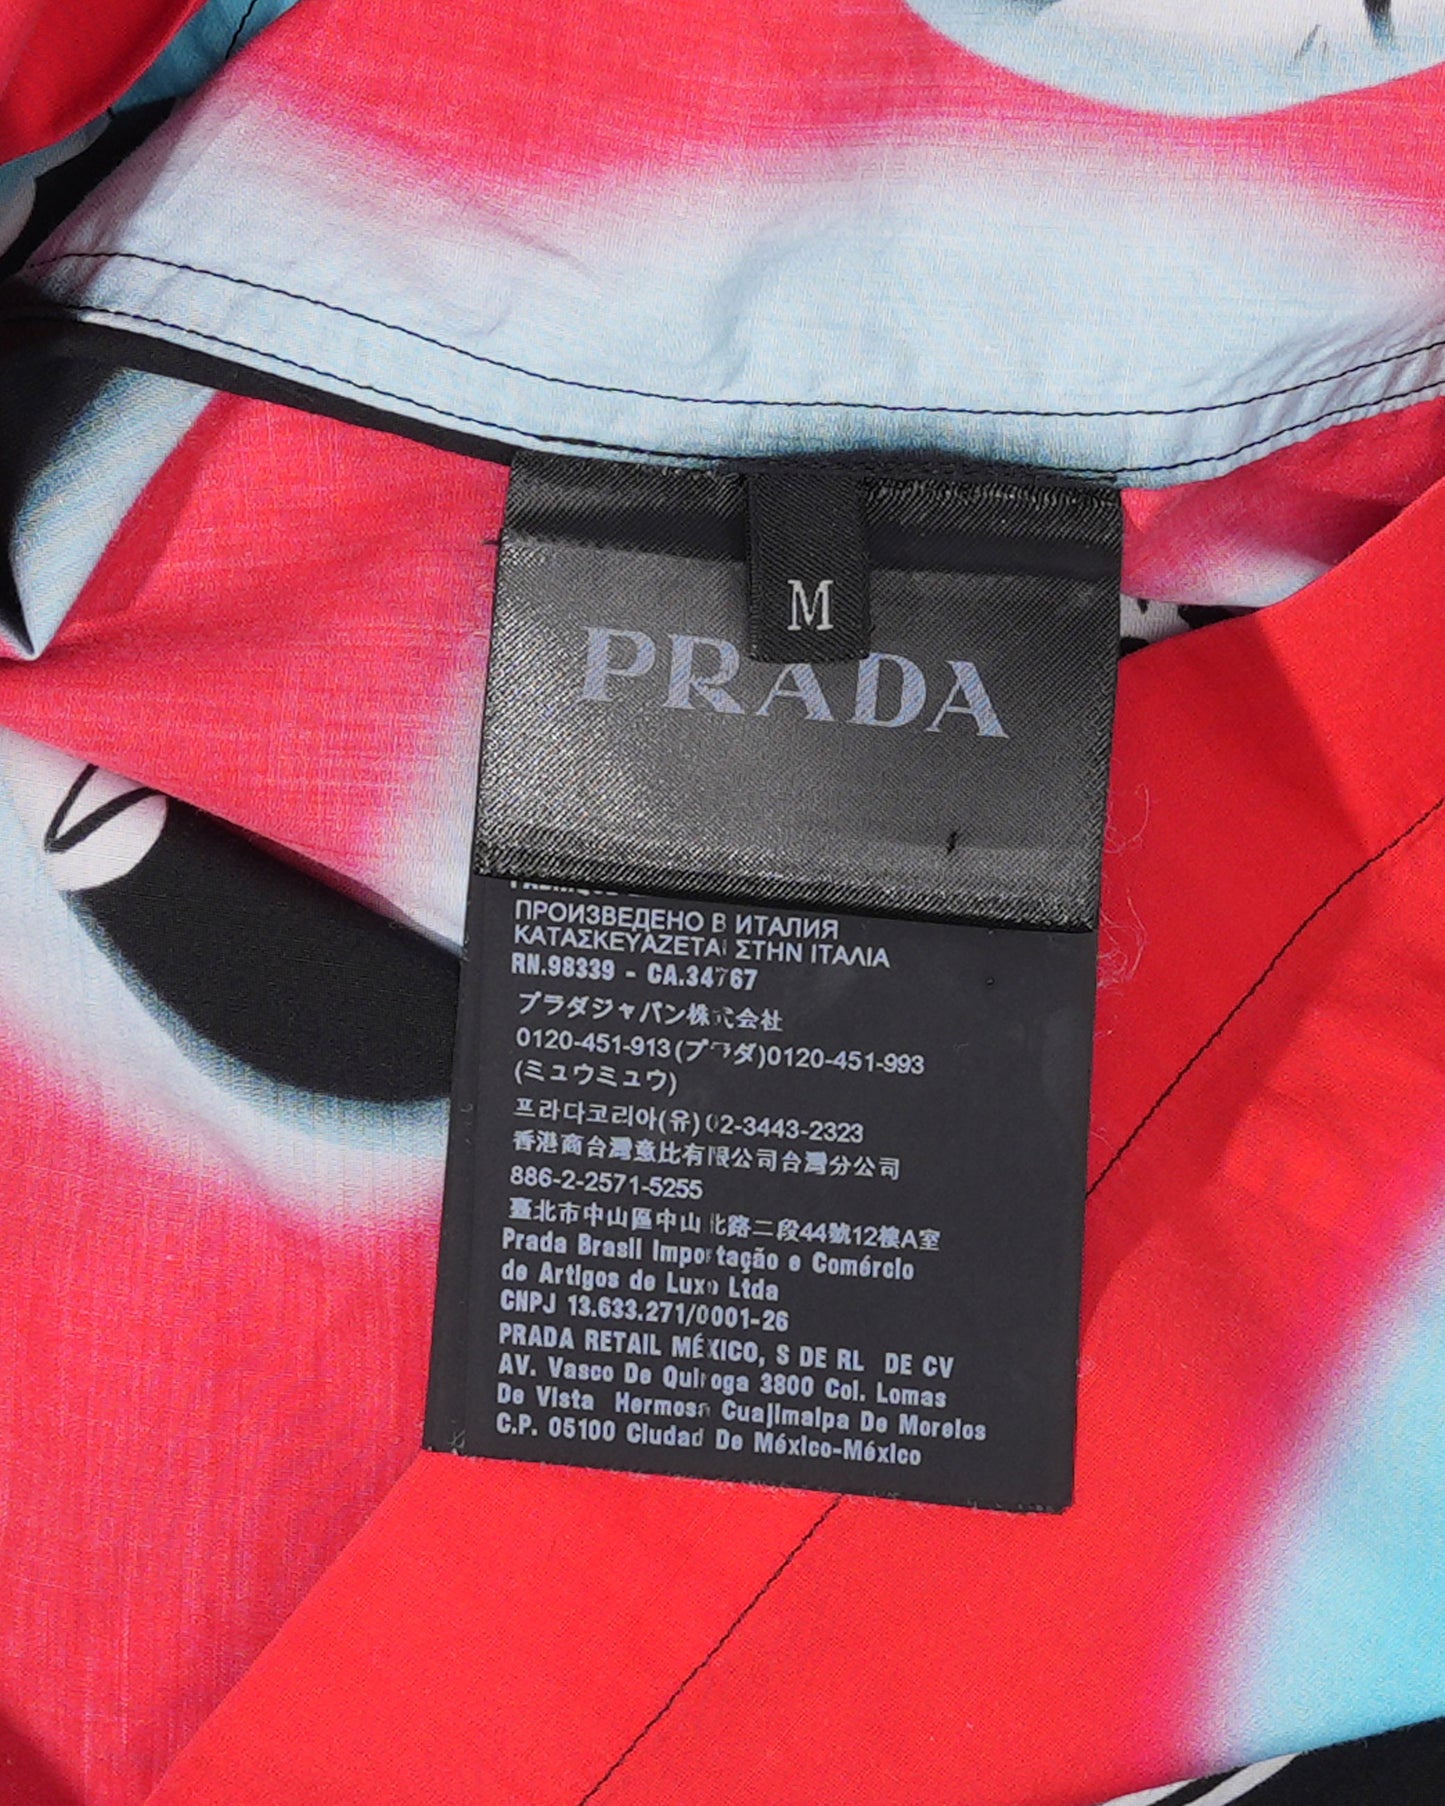 M
PRADA
ПРОИЗВЕДЕНО В ИТАЛИЯ
ΚΑΤΑΣΚΕΥΑΖΕΤΑΙ ΣΤΗΝ ΙΤΑΛΙΑ
RN.98339 - CA.34767
プラダジャパン株式会社
0120-451-913(プラダ)0120-451-993
(ミュウミュウ)
프라다코리아(유)02-3443-2323
香港商台灣意比有限公司台灣分公司
886-2-2571-5255
臺北市中山區中山北路二段44號12樓A室
Prada Brasil Importação e Comércio
de Artigos de Luxo Ltda
CNPJ 13.633.271/0001-26
PRADA RETAIL MÉXICO, S DE RL DE CV
AV. Vasco De Quiroga 3800 Col. Lomas
De Vista Hermosa Cuajimalpa De Morelos
C.P. 05100 Ciudad De México-México